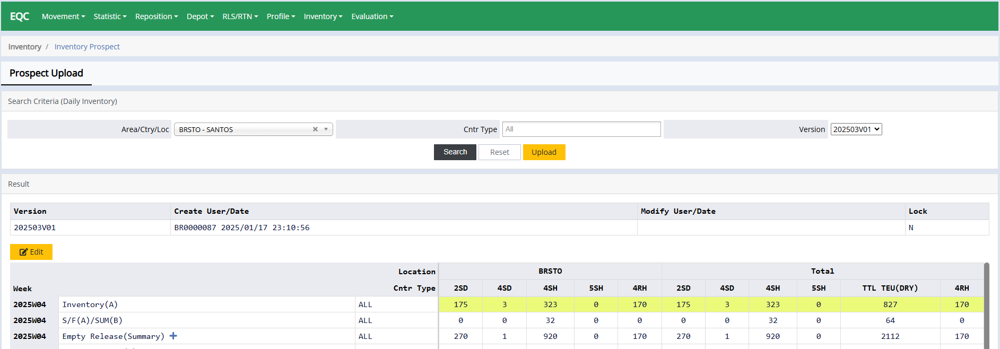 EQC Movement Statistic Reposition Depot RLS/RTN Profile Inventory Evaluation
Inventory / Inventory Prospect
Prospect Upload
Search Criteria (Daily Inventory)
Area/Ctry/Loc BRSTO - SANTOS × Cntr Type All Version 202503V01
Search Reset Upload
Result
Version Create User/Date Modify User/Date Lock
202503V01 BR0000087 2025/01/17 23:10:56 N
Edit
Location BRSTO Total
Week Cntr Type 2SD 4SD 4SH 5SH 4RH 2SD 4SD 4SH 5SH TTL TEU(DRY) 4RH
2025W04 Inventory(A) ALL 175 3 323 0 170 175 3 323 0 827 170
2025W04 S/F(A)/SUM(B) ALL 0 0 32 0 0 0 0 32 0 64 0
2025W04 Empty Release(Summary) + ALL 270 1 920 0 170 270 1 920 0 2112 170